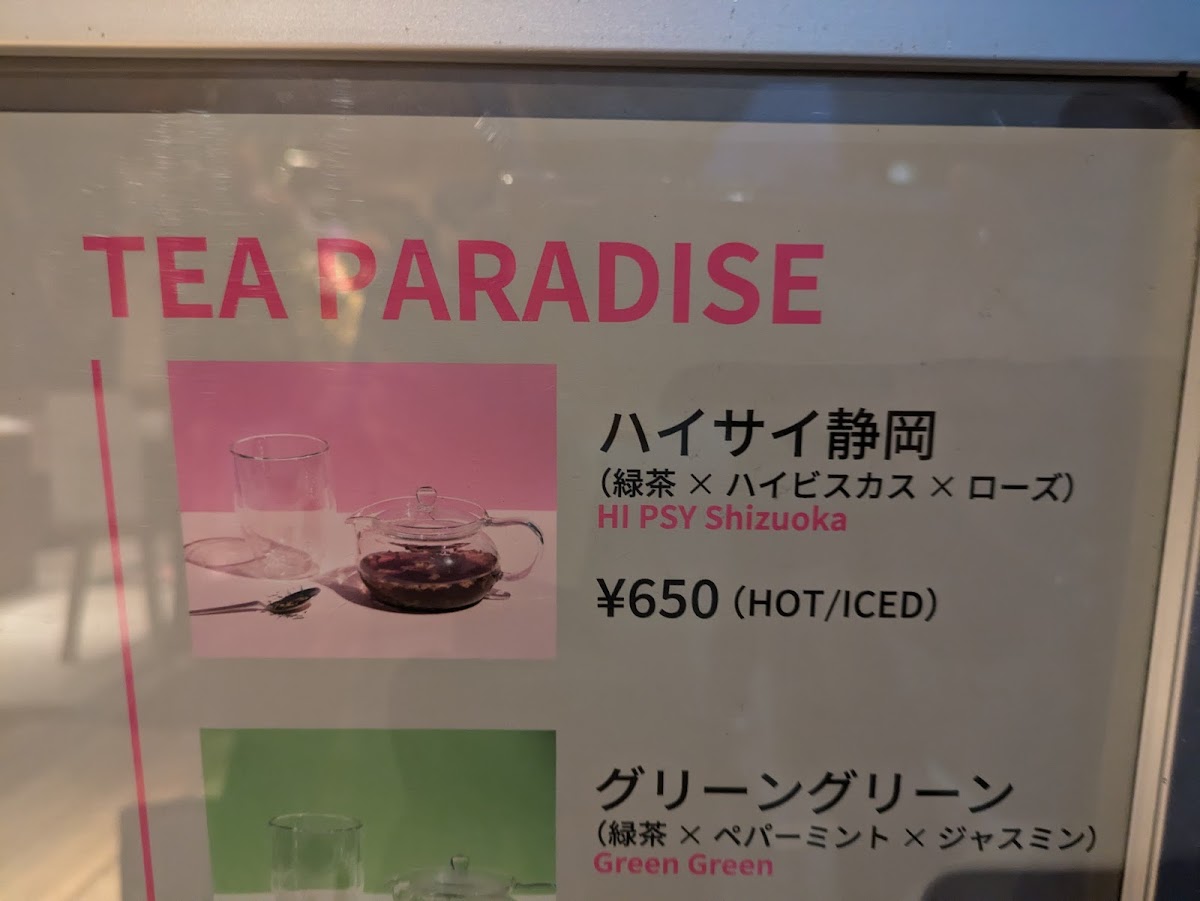 TEA PARADISE
ハイサイ静岡
（緑茶 × ハイビスカス × ローズ）
HI PSY Shizuoka
¥650（HOT/ICED）
グリーングリーン
（緑茶 × ペパーミント × ジャスミン）
Green Green